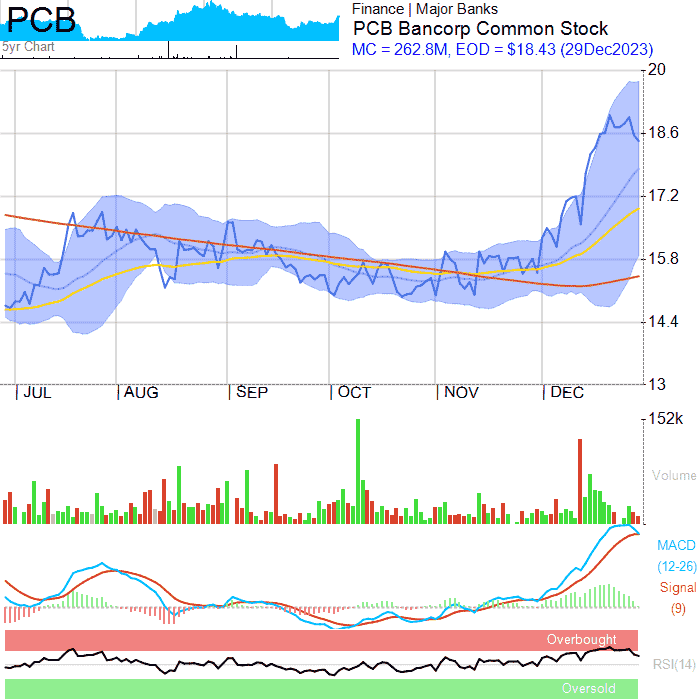 PCB
5yr Chart
Finance | Major Banks
PCB Bancorp Common Stock
MC = 262.8M, EOD = $18.43 (29Dec2023)
20
18.6
17.2
15.8
14.4
13
JUL AUG SEP OCT NOV DEC
152k
Volume
MACD
(12-26)
Signal
(9)
Overbought
RSI(14)
Oversold